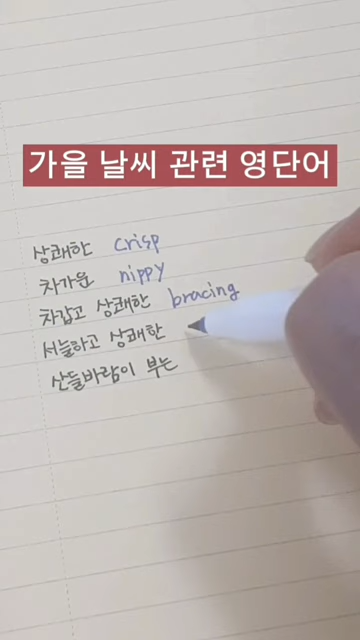 가을 날씨 관련 영단어
상쾌한 crisp
차가운 nippy
차갑고 상쾌한 bracing
서늘하고 상쾌한
산들바람이 부는